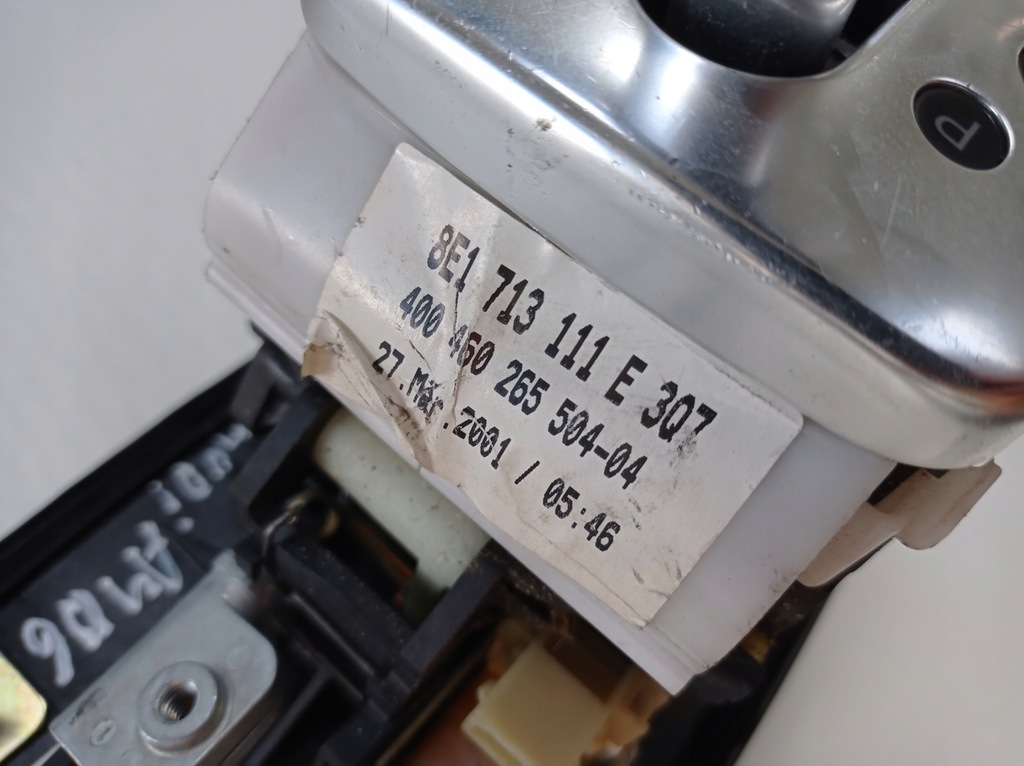 P
8E1 713 111 E 3Q7
400 460 265 504-04
27.Mär.2001 / 05:46